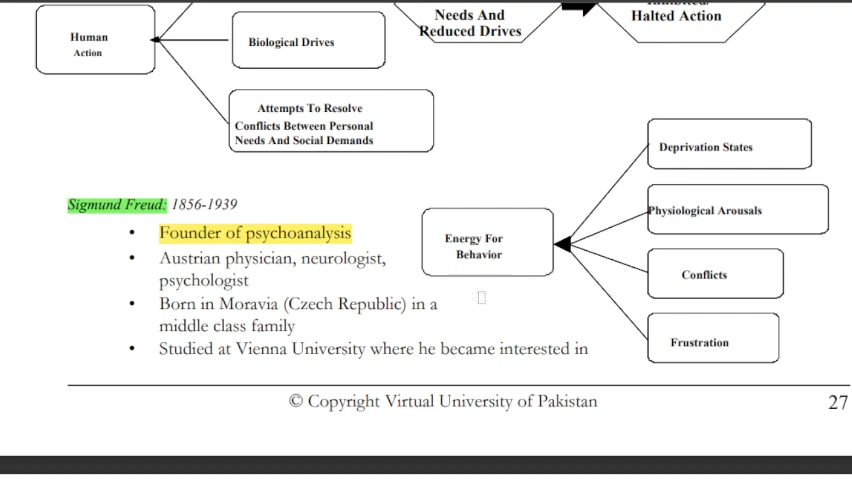 Needs And
Reduced Drives
Halted Action
Human
Action
Biological Drives
Attempts To Resolve
Conflicts Between Personal
Needs And Social Demands
Sigmund Freud: 1856-1939
• Founder of psychoanalysis
• Austrian physician, neurologist,
psychologist
• Born in Moravia (Czech Republic) in a
middle class family
• Studied at Vienna University where he became interested in
Energy For
Behavior
Deprivation States
Physiological Arousals
Conflicts
Frustration
© Copyright Virtual University of Pakistan
27